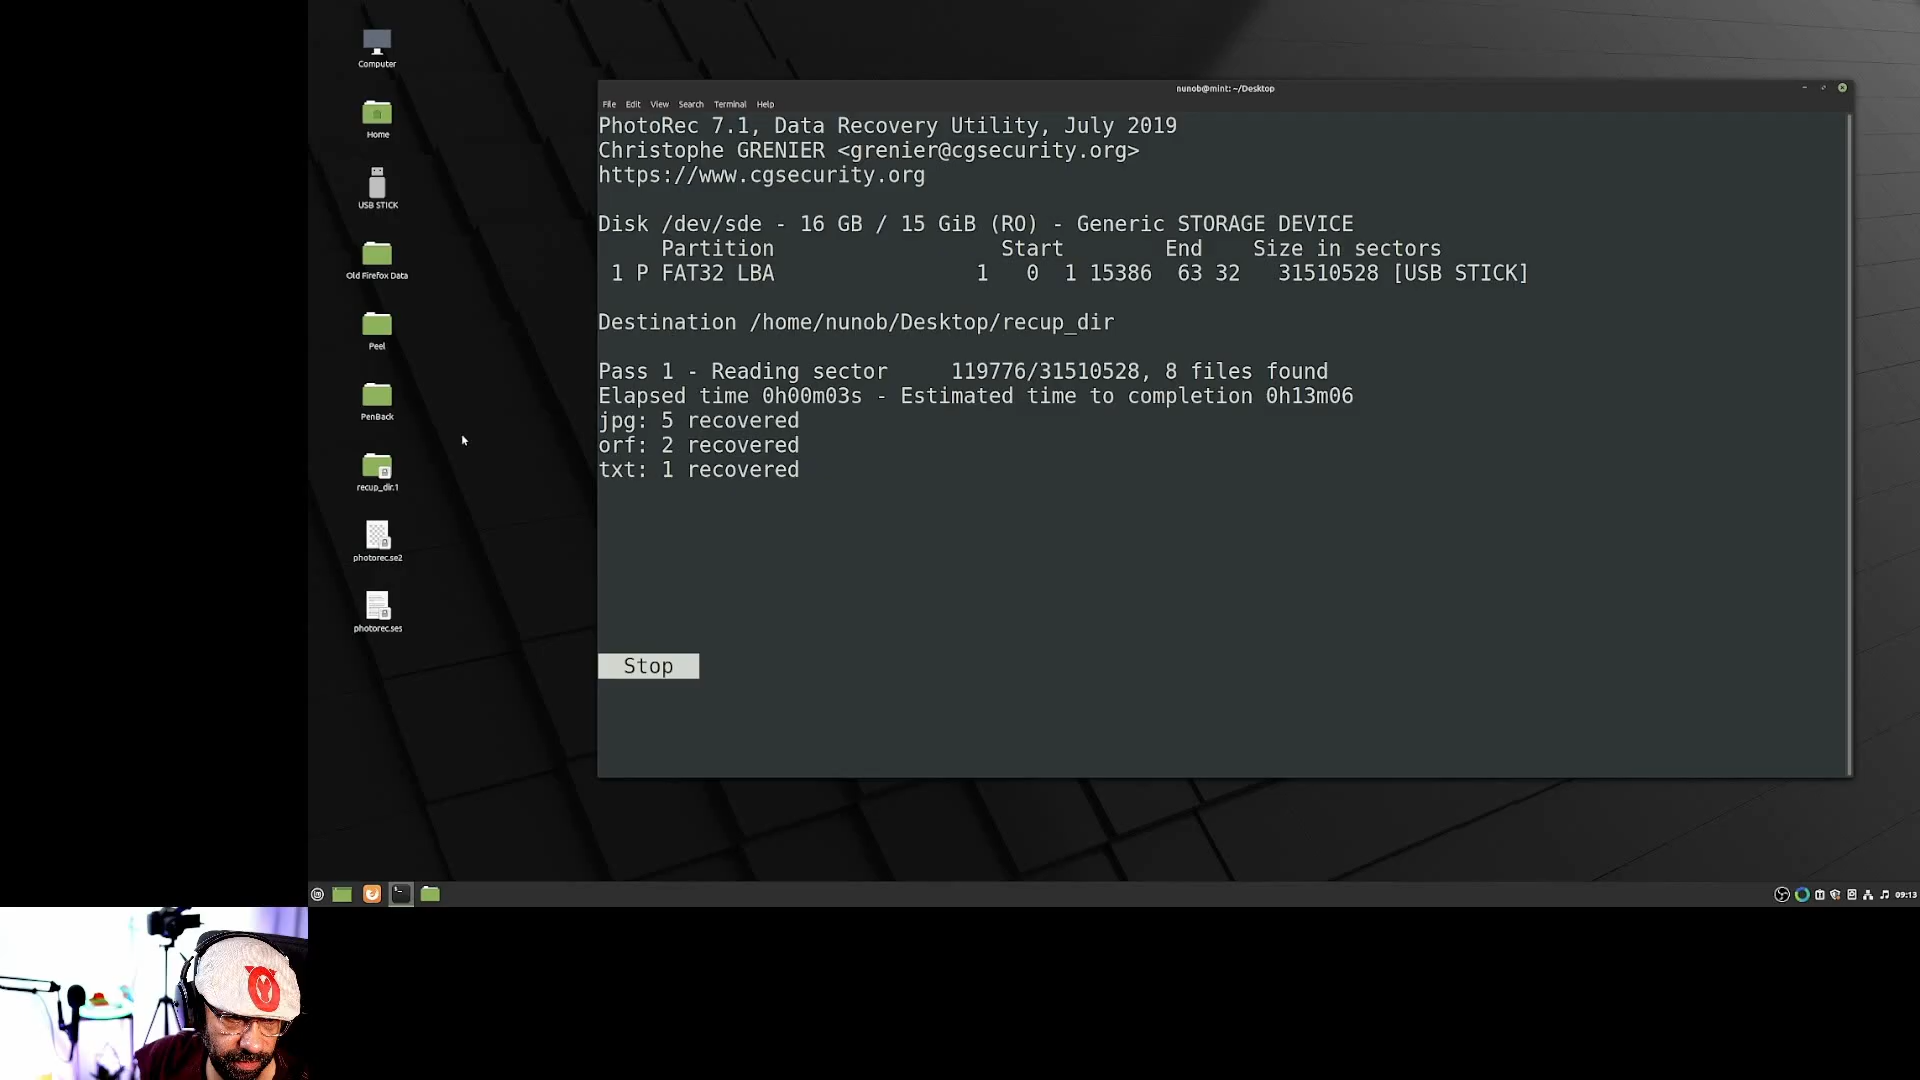 Computer
Home
USB STICK
Old Firefox Data
Peel
PenBack
recup_dir.1
photorec.se2
photorec.ses
nunob@mint: ~/Desktop
File Edit View Search Terminal Help
PhotoRec 7.1, Data Recovery Utility, July 2019
Christophe GRENIER <grenier@cgsecurity.org>
https://www.cgsecurity.org
Disk /dev/sde - 16 GB / 15 GiB (RO) - Generic STORAGE DEVICE
Partition Start End Size in sectors
1 P FAT32 LBA 1 0 1 15386 63 32 31510528 [USB STICK]
Destination /home/nunob/Desktop/recup_dir
Pass 1 - Reading sector 119776/31510528, 8 files found
Elapsed time 0h00m03s - Estimated time to completion 0h13m06
jpg: 5 recovered
orf: 2 recovered
txt: 1 recovered
Stop
09:13